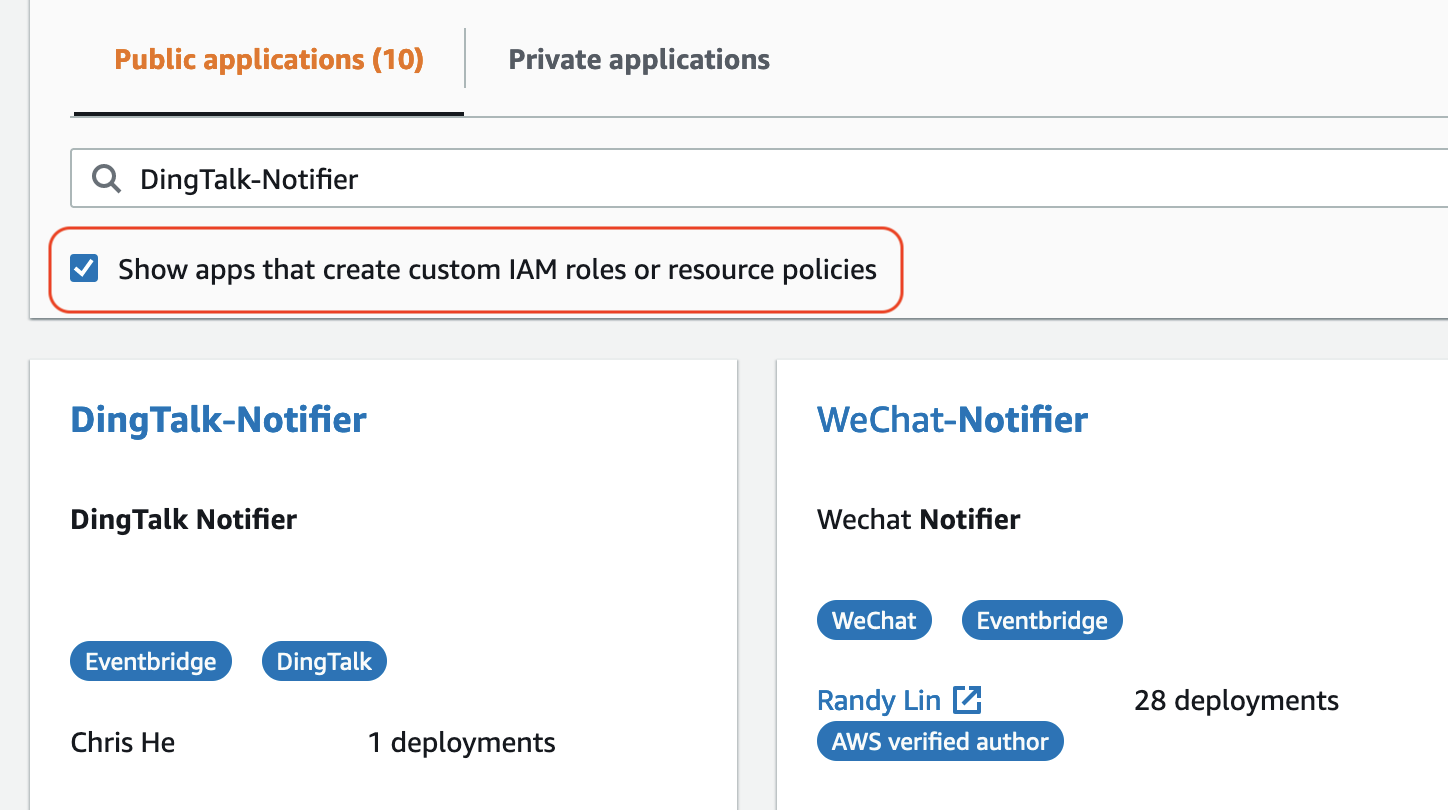 Public applications (10)
Private applications
DingTalk-Notifier
Show apps that create custom IAM roles or resource policies
DingTalk-Notifier
DingTalk Notifier
Eventbridge
DingTalk
Chris He
1 deployments
WeChat-Notifier
Wechat Notifier
WeChat
Eventbridge
Randy Lin
28 deployments
AWS verified author